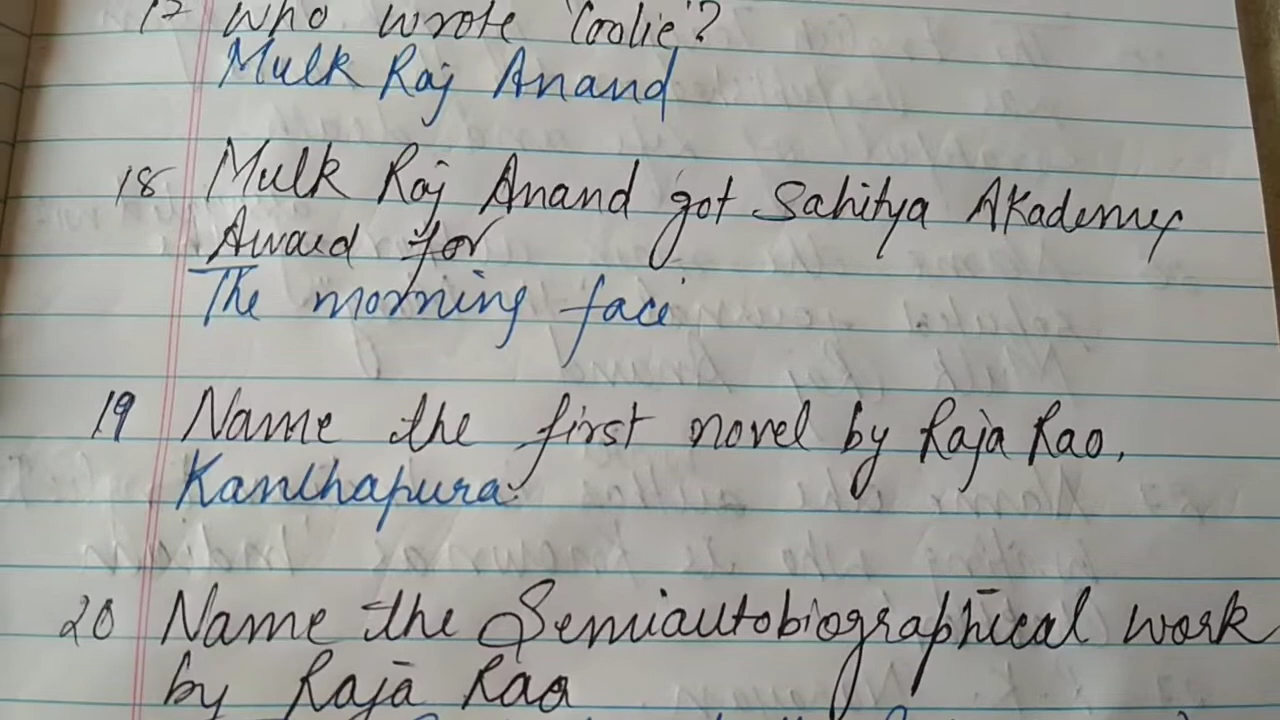 17 Who wrote 'Coolie'?
Mulk Raj Anand
18 Mulk Raj Anand got Sahitya Akademy
Award for
The morning face
19 Name the first novel by Raja Rao.
Kanthapura.
20 Name the Semiautobiographical work
by Raja Rao